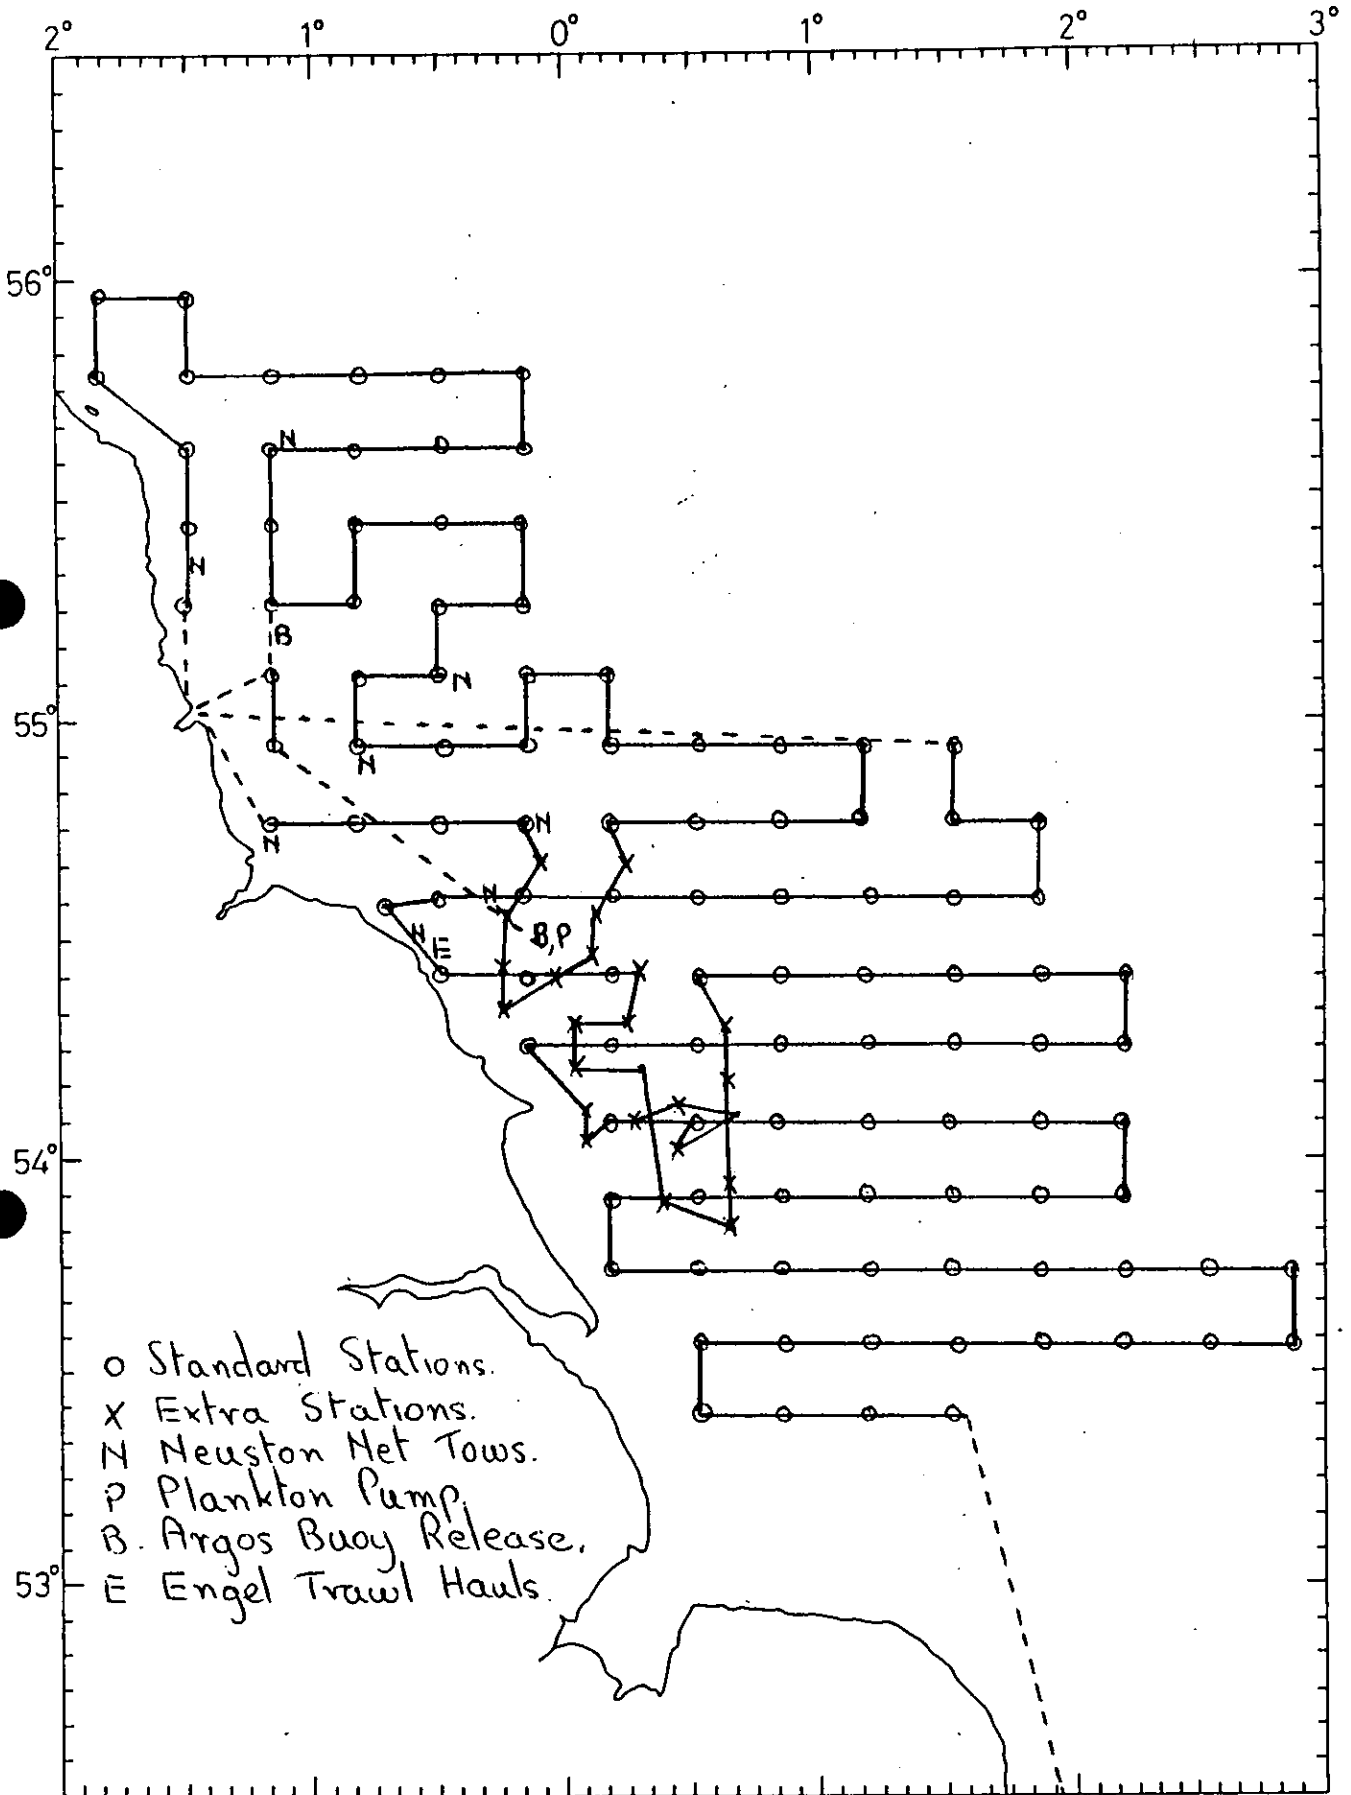 2° 1° 0° 1° 2° 3°
56°
N
N
B
N
55°
N
N
N
N
N
B,P
E
54°
o Standard Stations.
x Extra Stations.
N Neuston Net Tows.
P Plankton Pump.
B. Argos Buoy Release.
53°
E Engel Trawl Hauls.